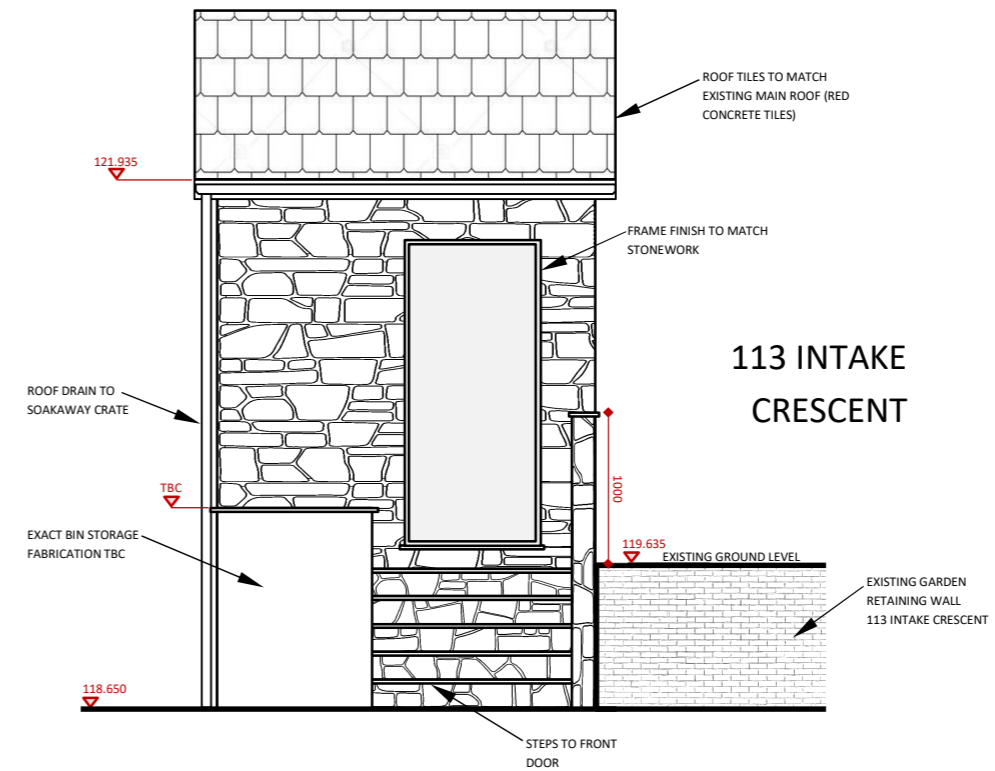 ROOF TILES TO MATCH
EXISTING MAIN ROOF (RED
CONCRETE TILES)
121.935
FRAME FINISH TO MATCH
STONEWORK
113 INTAKE
CRESCENT
ROOF DRAIN TO
SOAKAWAY CRATE
1000
TBC
EXACT BIN STORAGE
FABRICATION TBC
119.635
EXISTING GROUND LEVEL
EXISTING GARDEN
RETAINING WALL
113 INTAKE CRESCENT
118.650
STEPS TO FRONT
DOOR